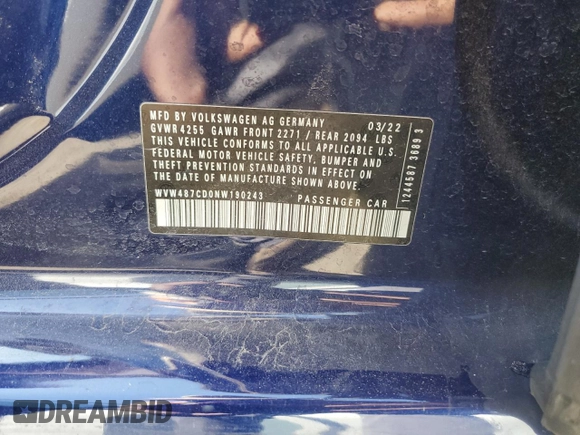 MFD BY VOLKSWAGEN AG GERMANY 03/22
GVWR 4255 GAWR FRONT 2271 / REAR 2094 LBS
THIS VEHICLE CONFORMS TO ALL APPLICABLE U.S.
FEDERAL MOTOR VEHICLE SAFETY, BUMPER AND
THEFT PREVENTION STANDARDS IN EFFECT ON
THE DATE OF MANUFACTURE SHOWN ABOVE.
WVW487CD0NW190243 PASSENGER CAR
1244587 3689 3
DREAMBID